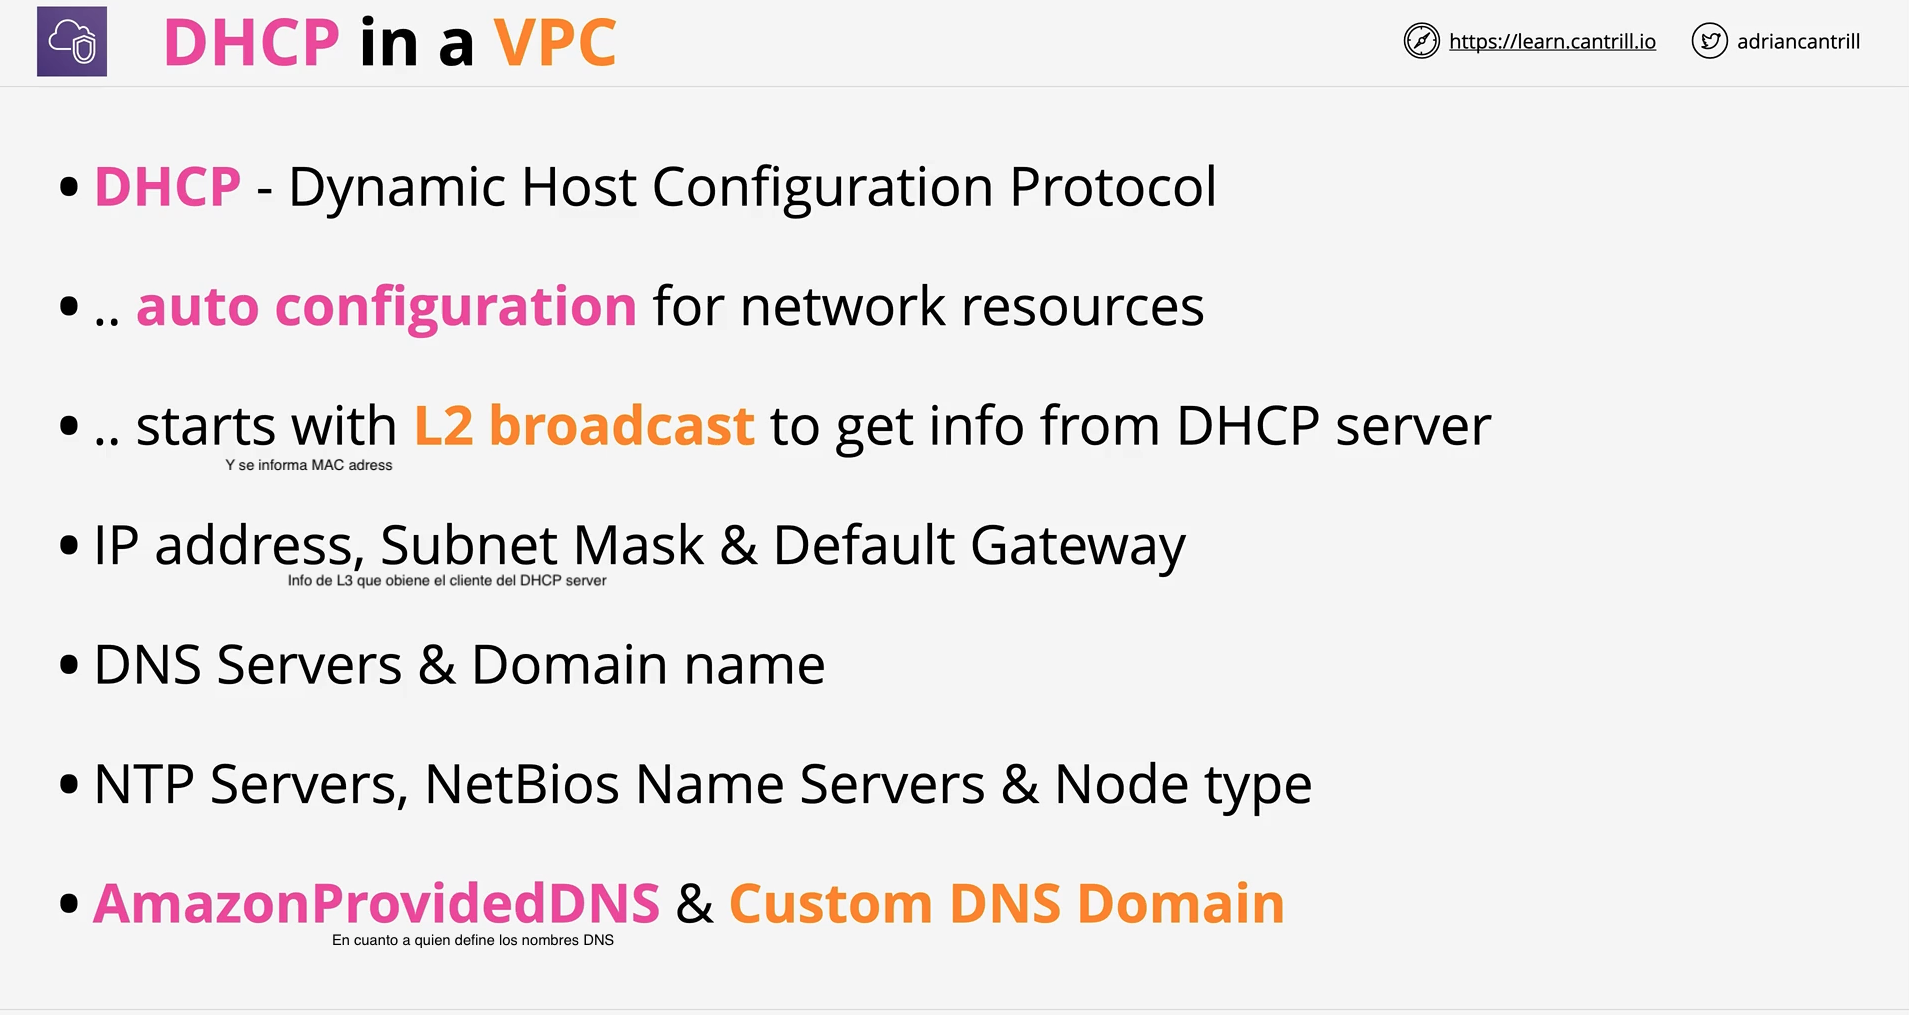 DHCP in a VPC
https://learn.cantrill.io
adriancantrill
• DHCP - Dynamic Host Configuration Protocol
• .. auto configuration for network resources
• .. starts with L2 broadcast to get info from DHCP server
Y se informa MAC adress
• IP address, Subnet Mask & Default Gateway
Info de L3 que obiene el cliente del DHCP server
• DNS Servers & Domain name
• NTP Servers, NetBios Name Servers & Node type
• AmazonProvidedDNS & Custom DNS Domain
En cuanto a quien define los nombres DNS